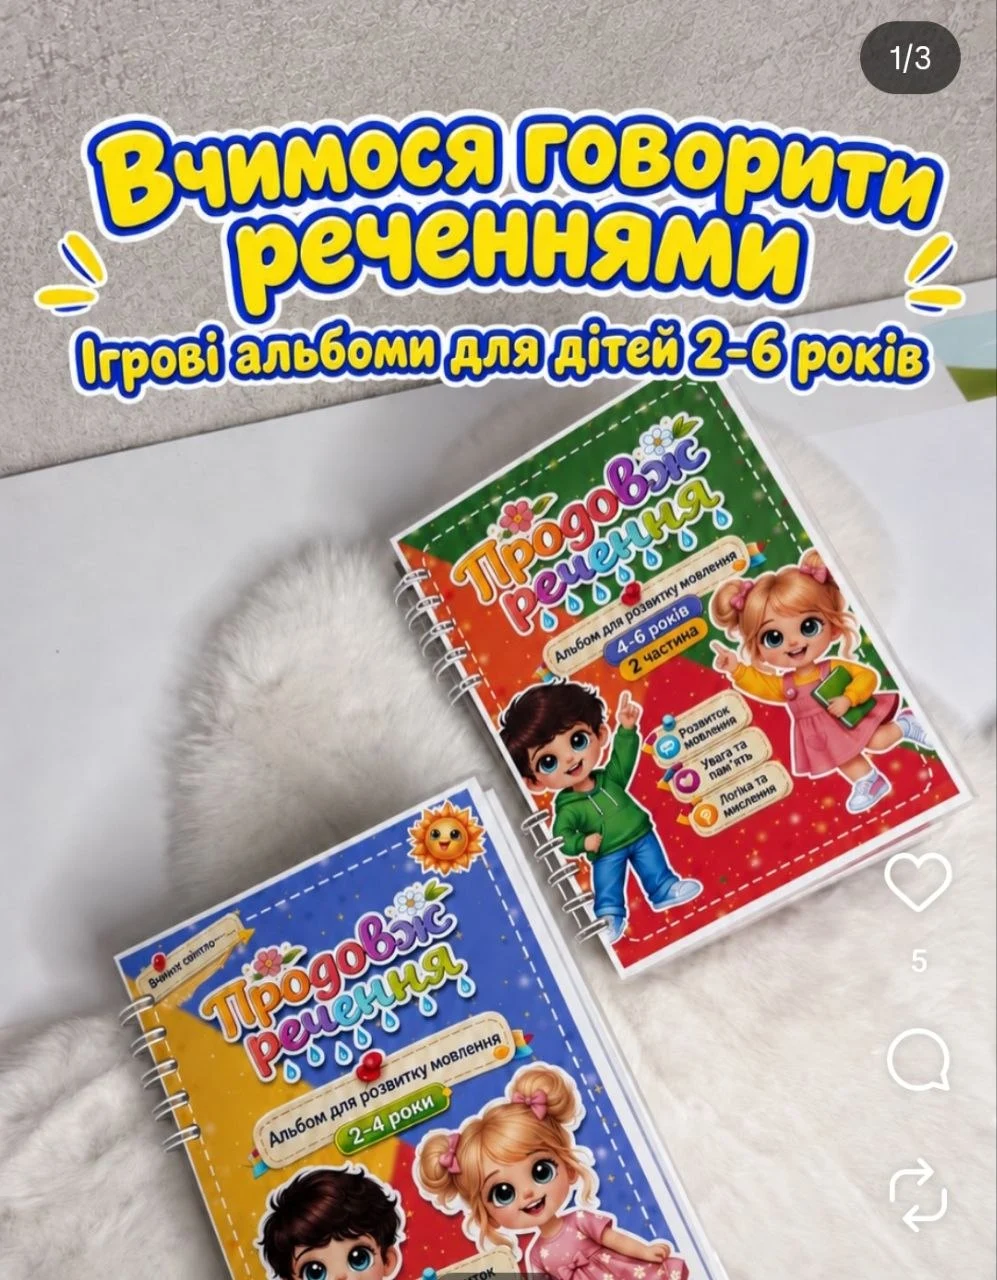 1/3
Вчимося говорити
реченнями
Ігрові альбоми для дітей 2-6 років
Продовж
речення
Альбом для розвитку мовлення
4-6 років
2 частина
Розвиток
мовлення
Увага та
пам'ять
Логіка та
мислення
5
Вчиих світло
Продовж
речення
Альбом для розвитку мовлення
2-4 роки